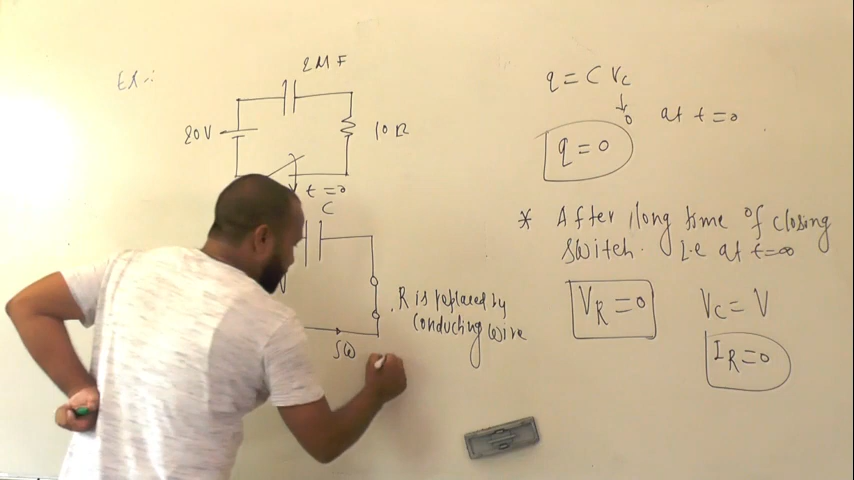 Ex :-
2MF
20V
10Ω
t=0
C
R is replaced by
Conducting wire
SW
q = C Vc
0 at t=0
q = 0
* After long time of closing
Switch. i.e at t=∞
VR = 0
Vc = V
IR = 0